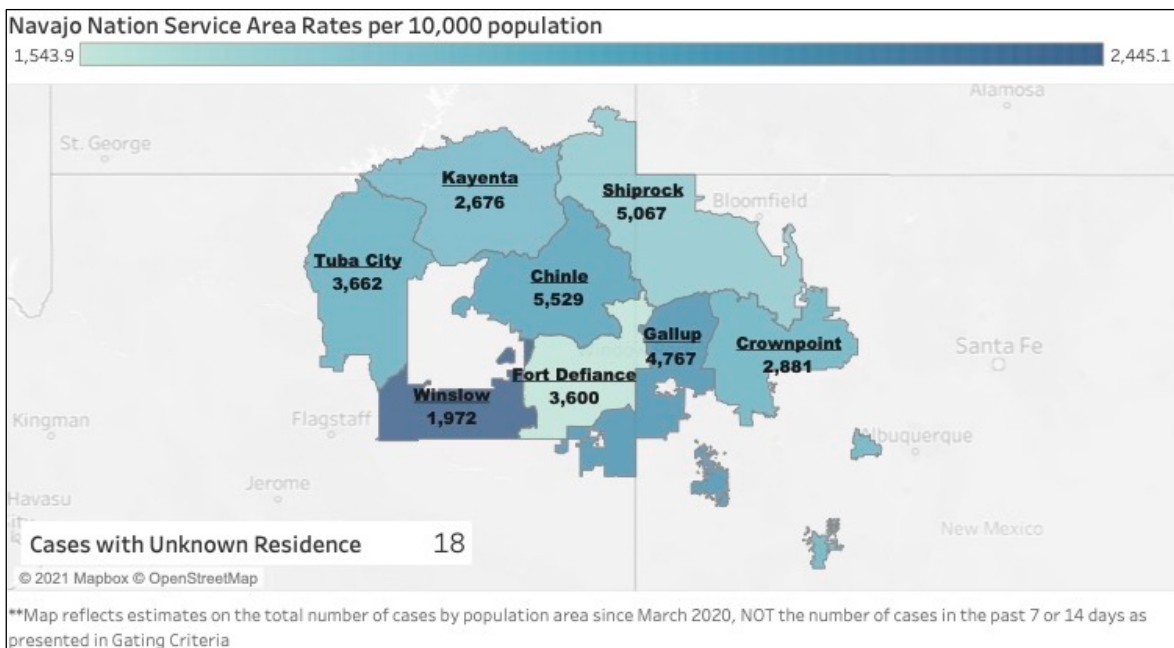 Navajo Nation Service Area Rates per 10,000 population
1,543.9
2,445.1
Alamosa
St. George
Kayenta
2,676
Shiprock
5,067
Bloomfield
Tuba City
3,662
Chinle
5,529
Gallup
4,767
Crownpoint
2,881
Santa Fe
Fort Defiance
3,600
Winslow
1,972
Kingman
Flagstaff
Albuquerque
Jerome
Havasu
New Mexico
Cases with Unknown Residence 18
© 2021 Mapbox © OpenStreetMap
**Map reflects estimates on the total number of cases by population area since March 2020, NOT the number of cases in the past 7 or 14 days as
presented in Gating Criteria